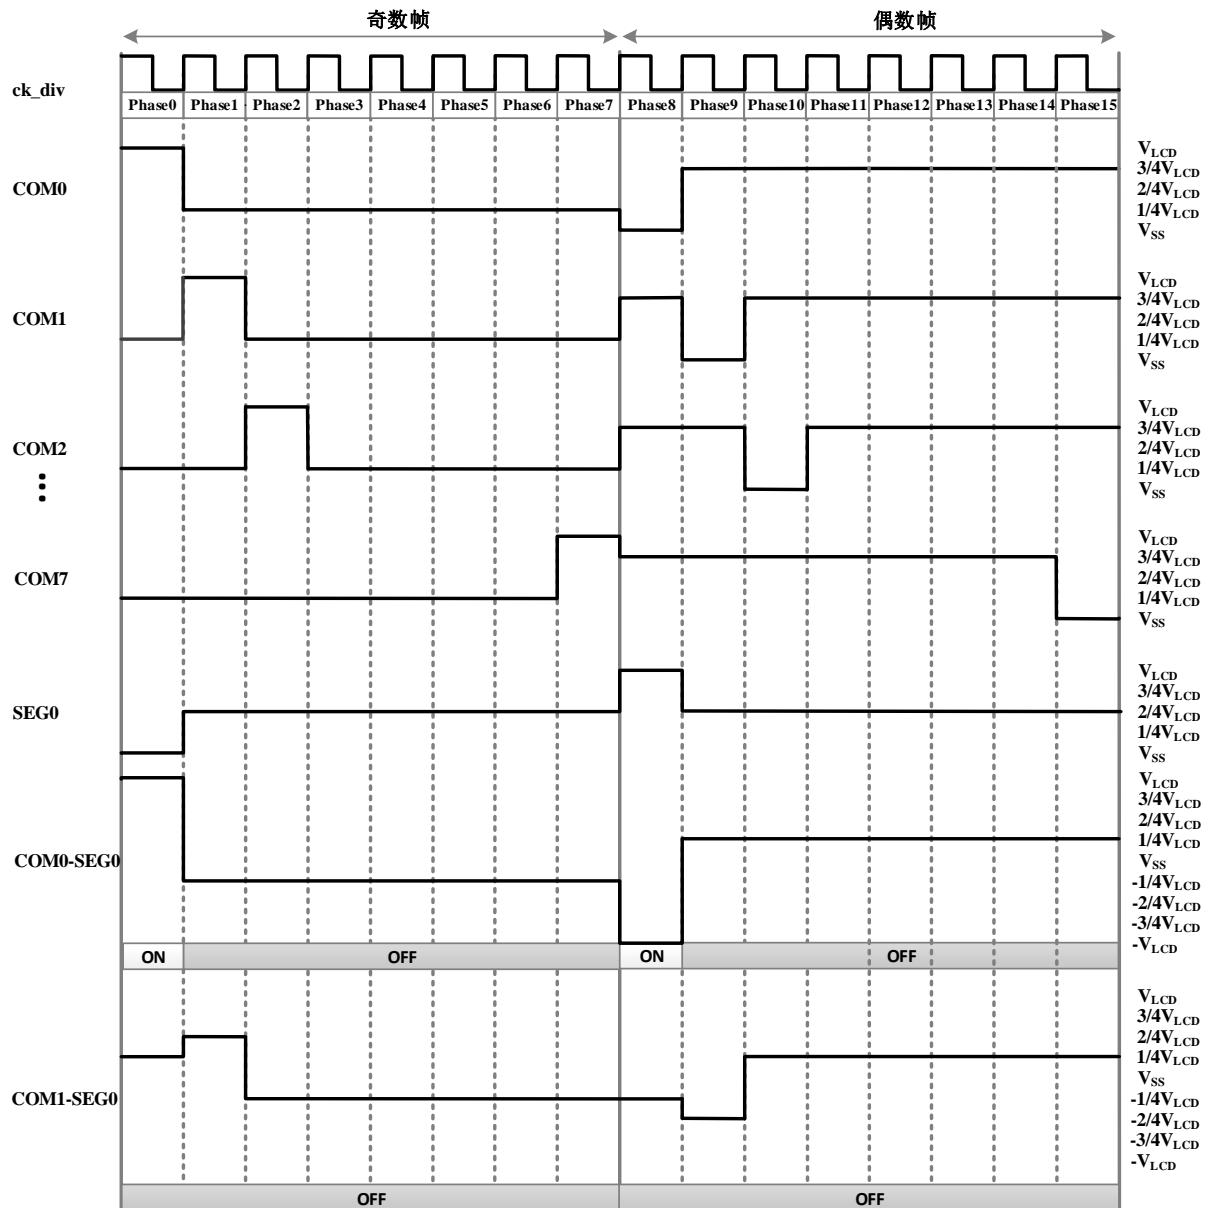 奇数帧
偶数帧
ck_div
Phase0 Phase1 Phase2 Phase3 Phase4 Phase5 Phase6 Phase7 Phase8 Phase9 Phase10 Phase11 Phase12 Phase13 Phase14 Phase15
COM0
VLCD
3/4VLCD
2/4VLCD
1/4VLCD
VSS
COM1
VLCD
3/4VLCD
2/4VLCD
1/4VLCD
VSS
COM2
VLCD
3/4VLCD
2/4VLCD
1/4VLCD
VSS
COM7
VLCD
3/4VLCD
2/4VLCD
1/4VLCD
VSS
SEG0
VLCD
3/4VLCD
2/4VLCD
1/4VLCD
VSS
COM0-SEG0
VLCD
3/4VLCD
2/4VLCD
1/4VLCD
VSS
-1/4VLCD
-2/4VLCD
-3/4VLCD
-VLCD
ON OFF ON OFF
COM1-SEG0
VLCD
3/4VLCD
2/4VLCD
1/4VLCD
VSS
-1/4VLCD
-2/4VLCD
-3/4VLCD
-VLCD
OFF OFF